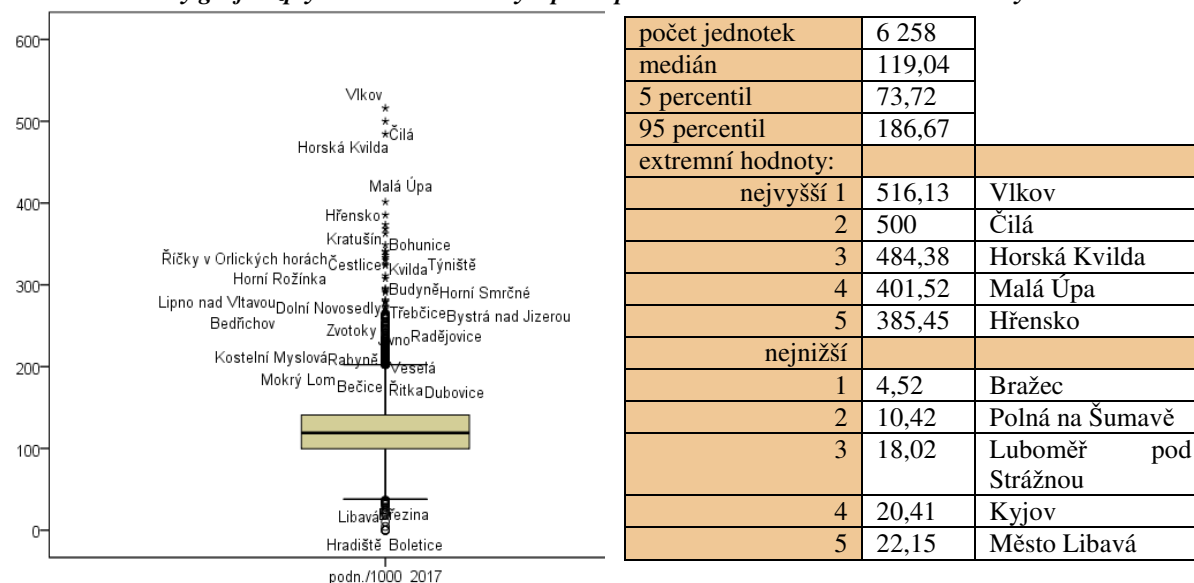 600
500
400
300
200
100
0
Vlkov
Čilá
Horská Kvilda
Malá Úpa
Hřensko
Kratušín
Bohunice
Říčky v Orlických horách
Čestlice
Kvilda
Týniště
Horní Rožínka
Budyně
Horní Smrčné
Lipno nad Vltavou
Dolní Novosedly
Třebčice
Bystrá nad Jizerou
Bedřichov
Zvotoky
Radějovice
Kostelní Myslová
Rabyně
Veselá
Mokrý Lom
Bečice
Řitka
Dubovice
Libavá
Březina
Hradiště
Boletice
podn./1000_2017
počet jednotek 6 258
medián 119,04
5 percentil 73,72
95 percentil 186,67
extremní hodnoty:
nejvyšší 1 516,13 Vlkov
2 500 Čilá
3 484,38 Horská Kvilda
4 401,52 Malá Úpa
5 385,45 Hřensko
nejnižší
1 4,52 Bražec
2 10,42 Polná na Šumavě
3 18,02 Luboměř pod
Strážnou
4 20,41 Kyjov
5 22,15 Město Libavá